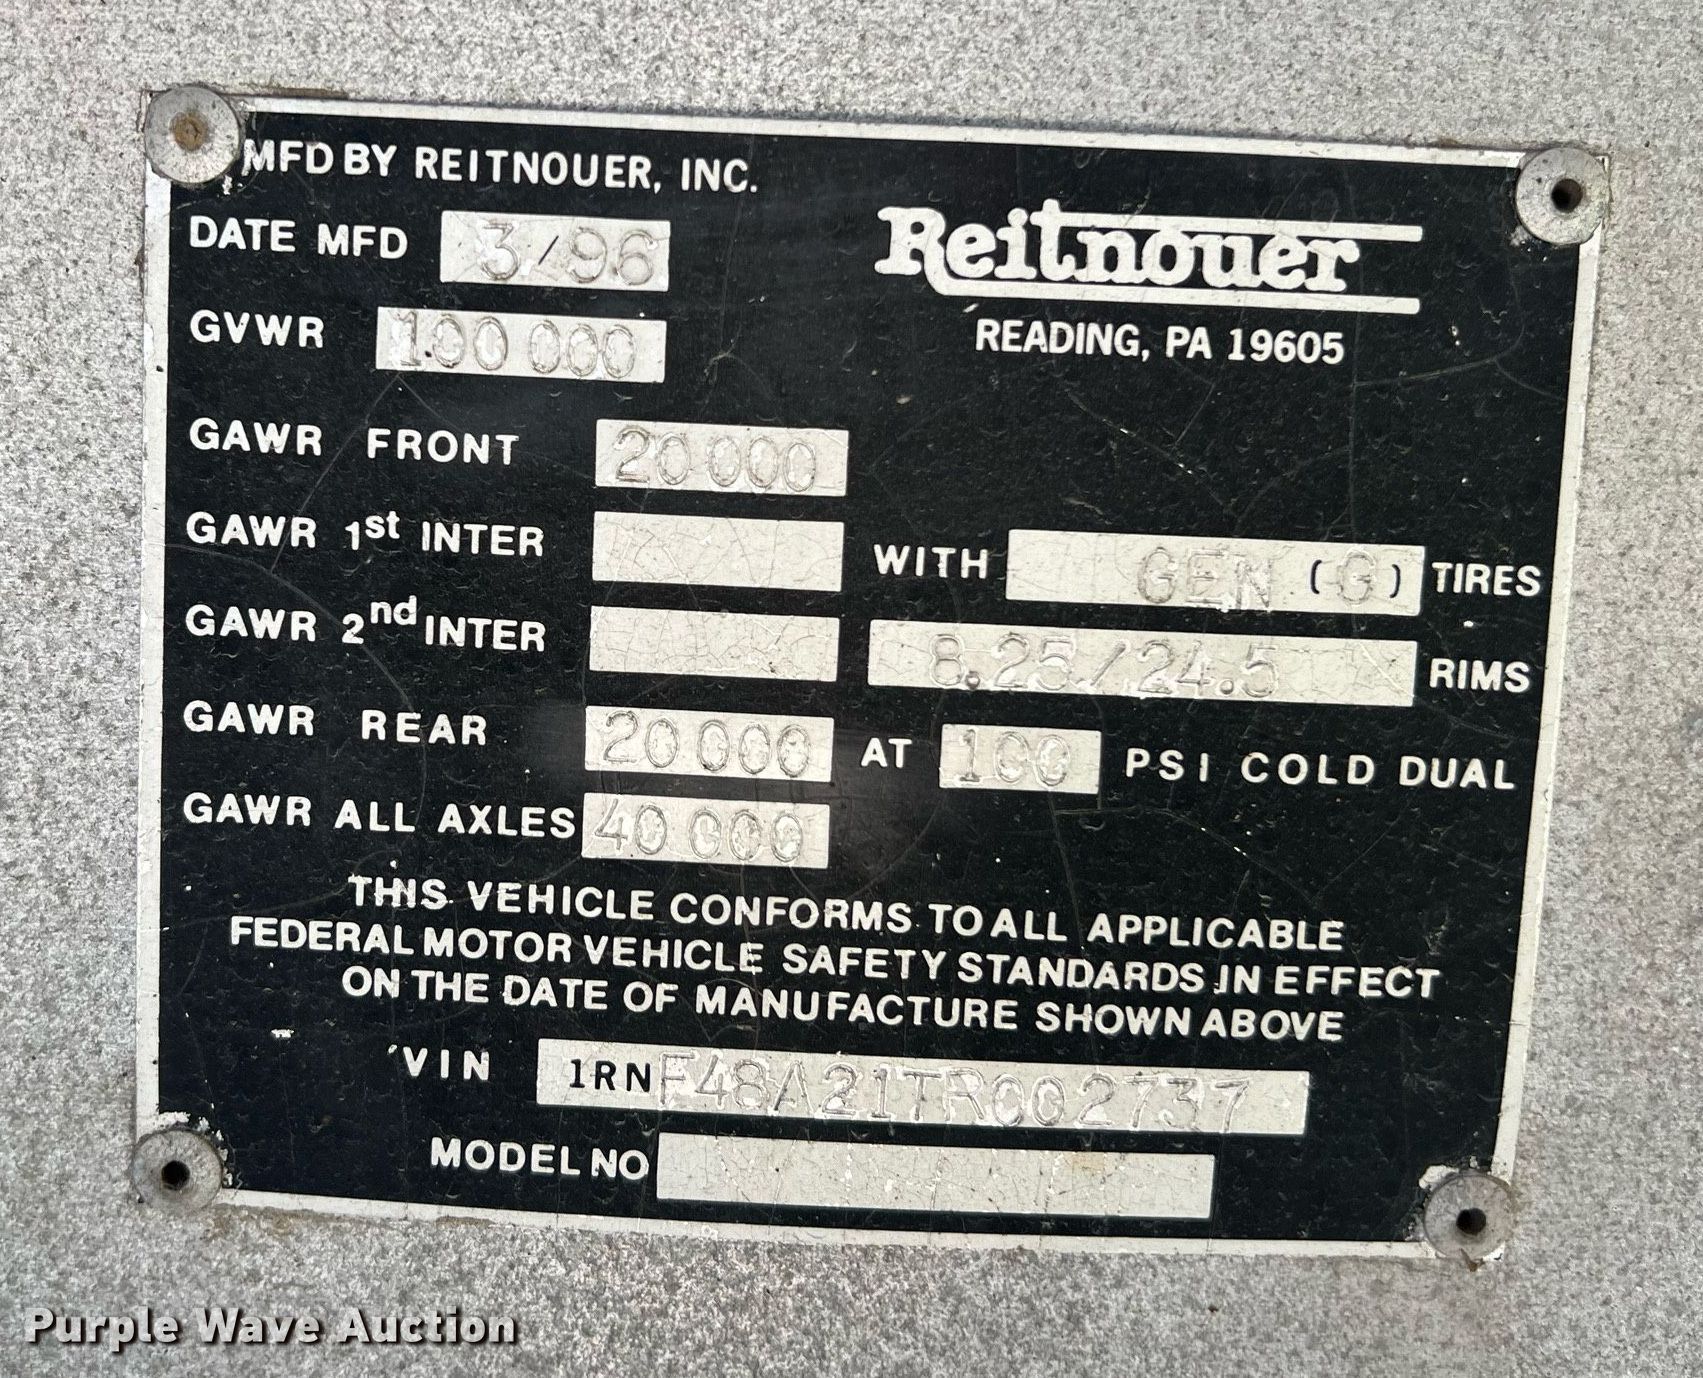 MFD BY REITNOUER, INC.
DATE MFD 3/96
Reitnouer
READING, PA 19605
GVWR 100 000
GAWR FRONT 20 000
GAWR 1st INTER
WITH GEN (G) TIRES
GAWR 2nd INTER
8.25/24.5 RIMS
GAWR REAR 20 000 AT 100 PSI COLD DUAL
GAWR ALL AXLES 40 000
THIS VEHICLE CONFORMS TO ALL APPLICABLE
FEDERAL MOTOR VEHICLE SAFETY STANDARDS IN EFFECT
ON THE DATE OF MANUFACTURE SHOWN ABOVE
VIN 1RNF48A21TR002737
MODEL NO
Purple Wave Auction